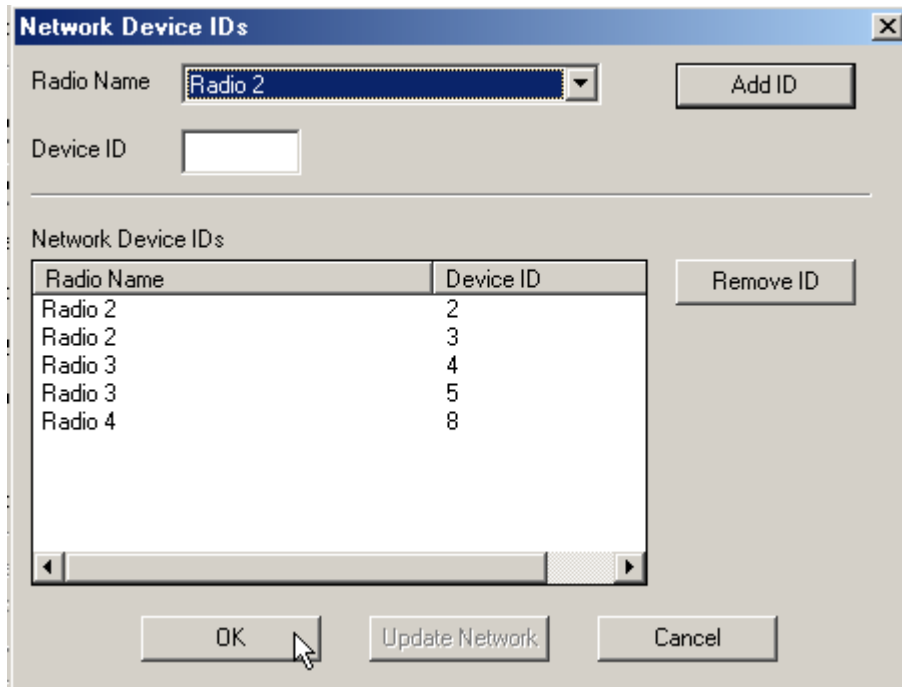 Network Device IDs
Radio Name Radio 2 Add ID
Device ID
Network Device IDs
Radio Name Device ID Remove ID
Radio 2 2
Radio 2 3
Radio 3 4
Radio 3 5
Radio 4 8
OK Update Network Cancel